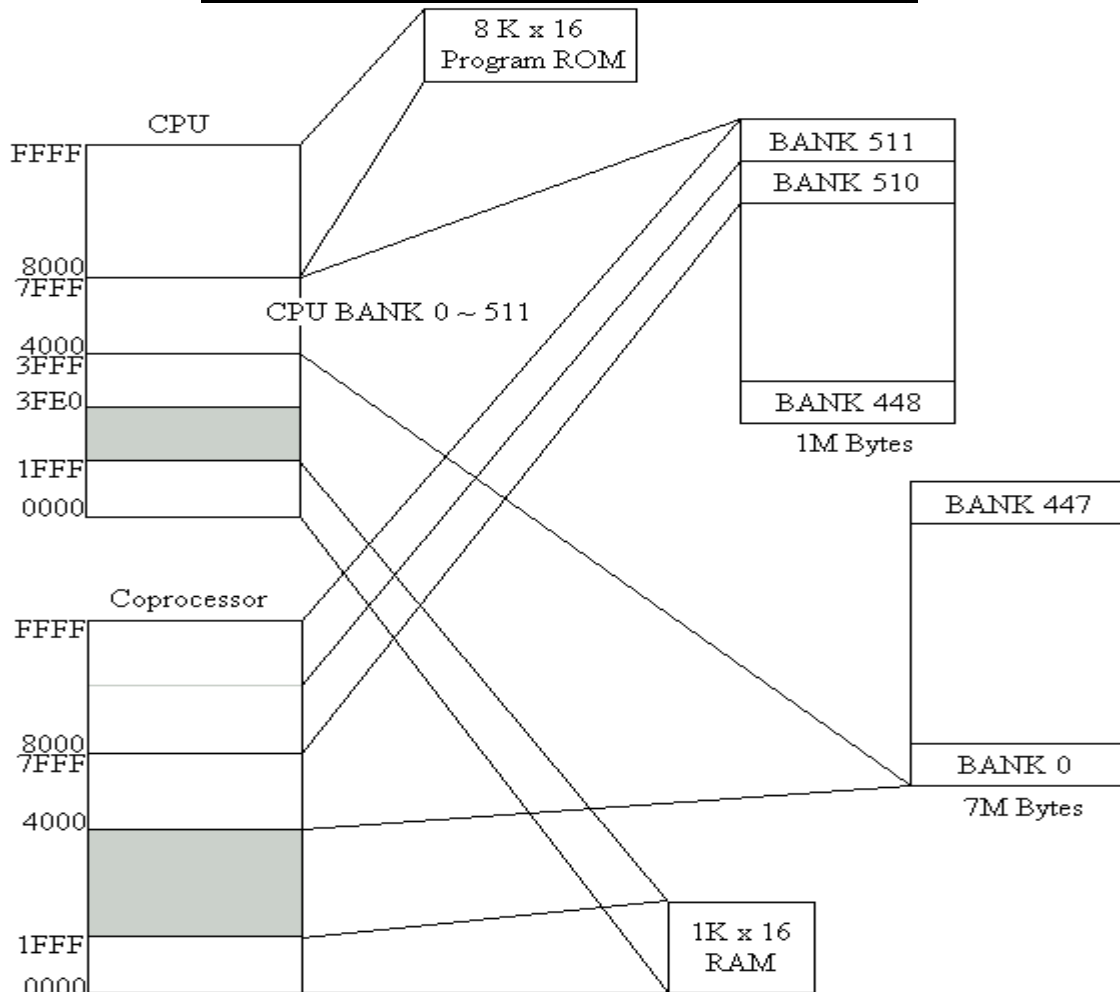 8 K x 16
Program ROM
CPU
FFFF
8000
7FFF
CPU BANK 0 ~ 511
4000
3FFF
3FE0
1FFF
0000
BANK 511
BANK 510
BANK 448
1M Bytes
BANK 447
BANK 0
7M Bytes
Coprocessor
FFFF
8000
7FFF
4000
1FFF
0000
1K x 16
RAM